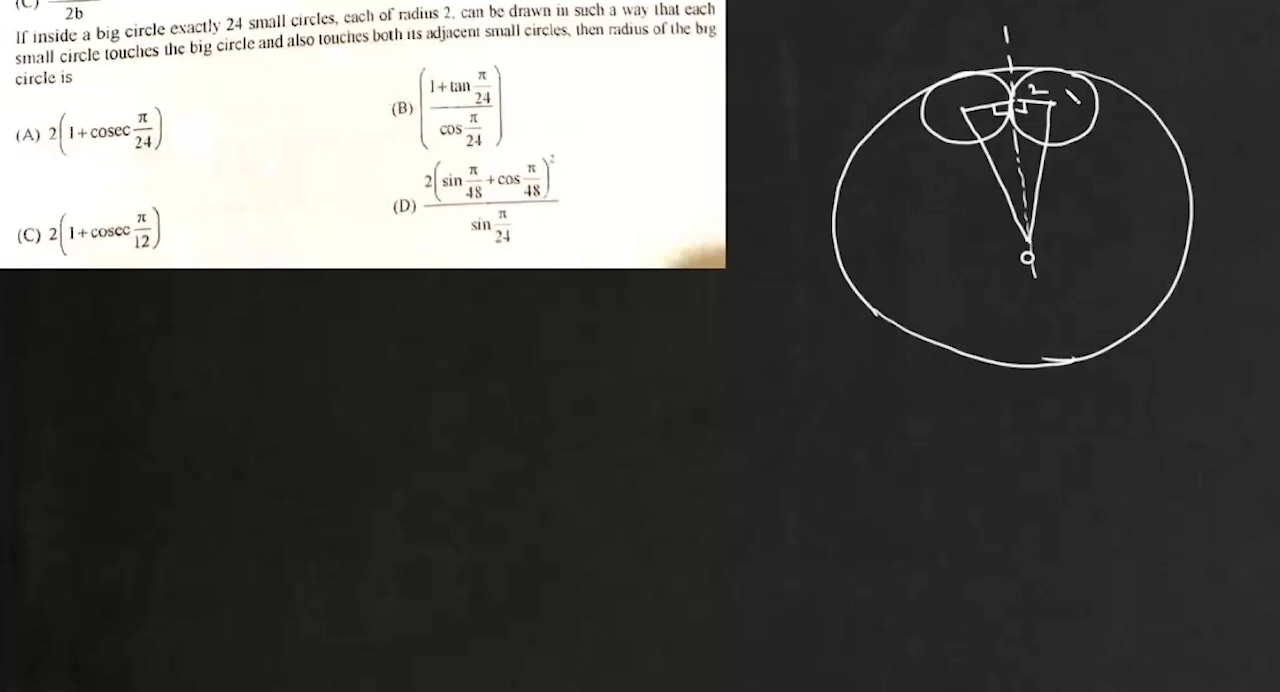 (C) 2b
If inside a big circle exactly 24 small circles, each of radius 2, can be drawn in such a way that each
small circle touches the big circle and also touches both its adjacent small circles, then radius of the big
circle is
(A) 2(1+cosec π/24)
(B) ((1+tan π/24)/(cos π/24))
(C) 2(1+cosec π/12)
(D) 2(sin π/48 + cos π/48)²/(sin π/24)
2
O